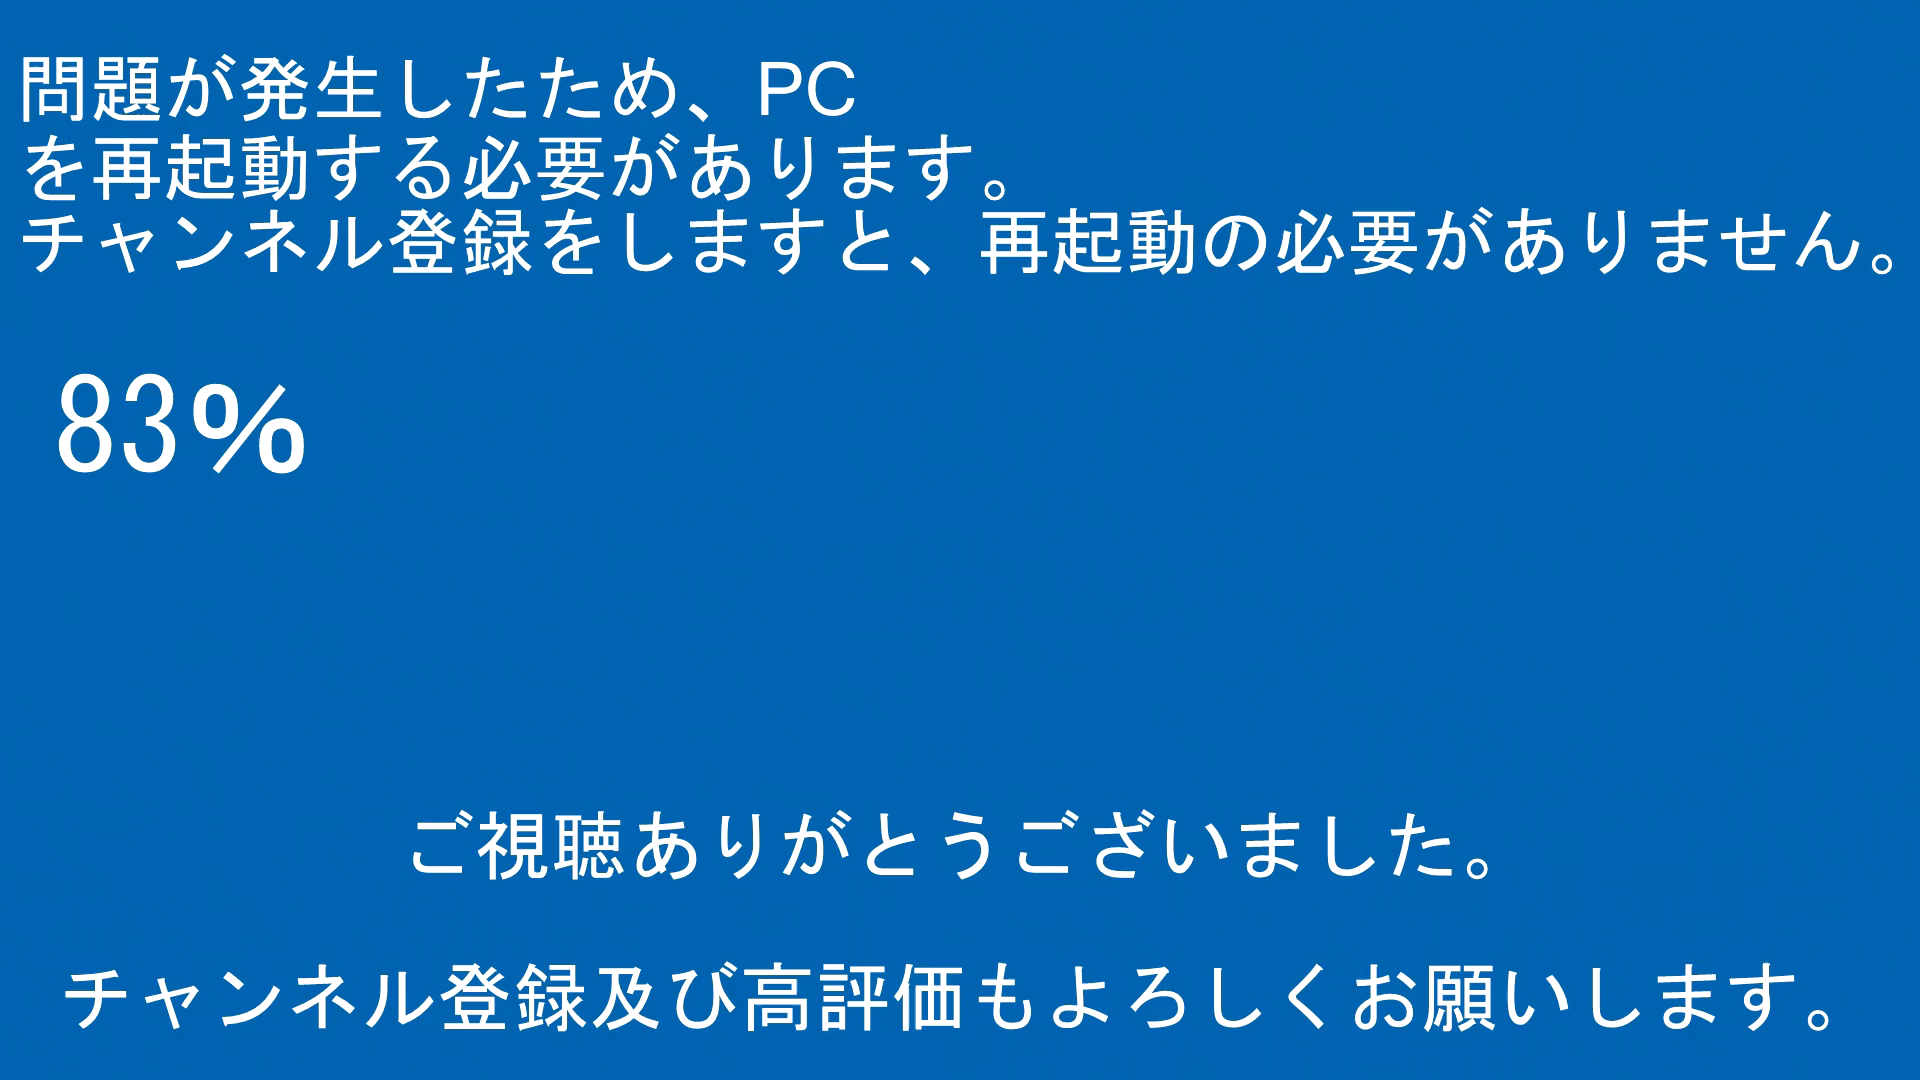 問題が発生したため、PC
を再起動する必要があります。
チャンネル登録をしますと、再起動の必要がありません。
83%
ご視聴ありがとうございました。
チャンネル登録及び高評価もよろしくお願いします。